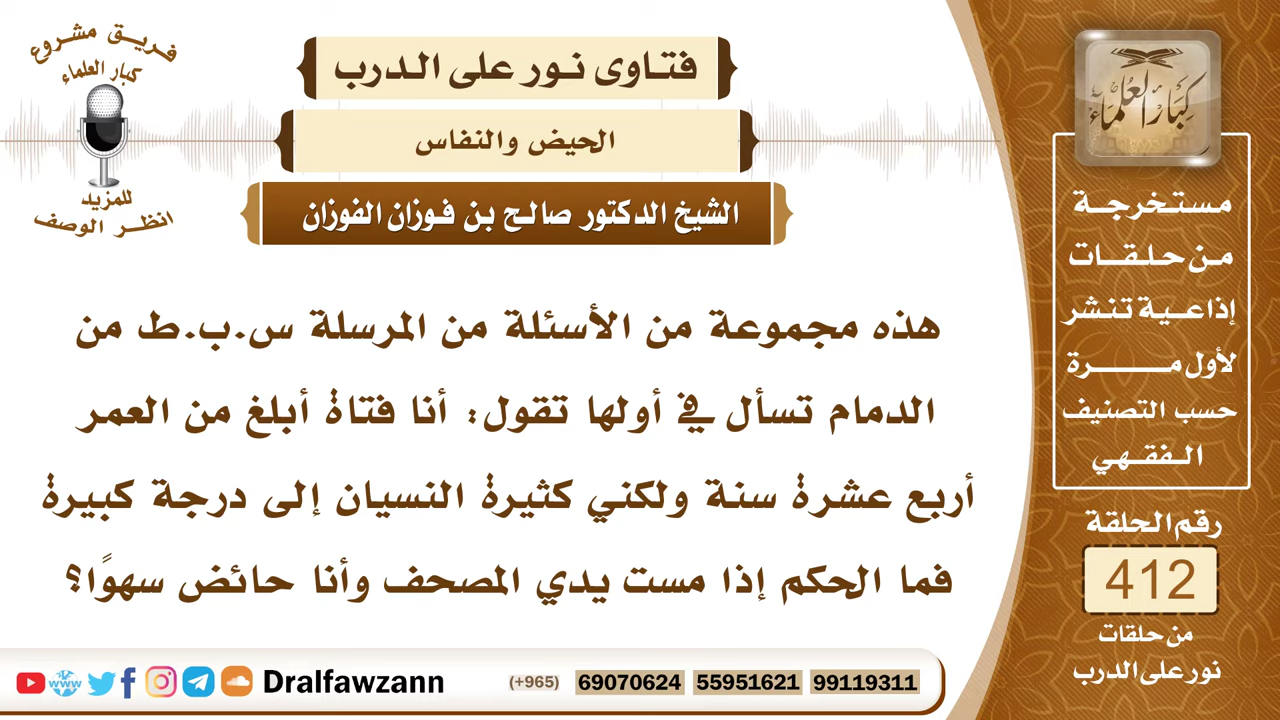 فريق مشروع
كبار العلماء
للمزيد
انظر الوصف
فتاوى نور على الدرب
الحيض والنفاس
الشيخ الدكتور صالح بن فوزان الفوزان
هذه مجموعة من الأسئلة من المرسلة س.ب.ط من
الدمام تسأل في أولها تقول: أنا فتاة أبلغ من العمر
أربع عشرة سنة ولكني كثيرة النسيان إلى درجة كبيرة
فما الحكم إذا مست يدي المصحف وأنا حائض سهوًا؟
كبار العلماء
مستخرجة
من حلقات
إذاعية تنشر
لأول مرة
حسب التصنيف
الفقهي
رقم الحلقة
412
من حلقات
نور على الدرب
www Dralfawzann (+965) 69070624 55951621 99119311